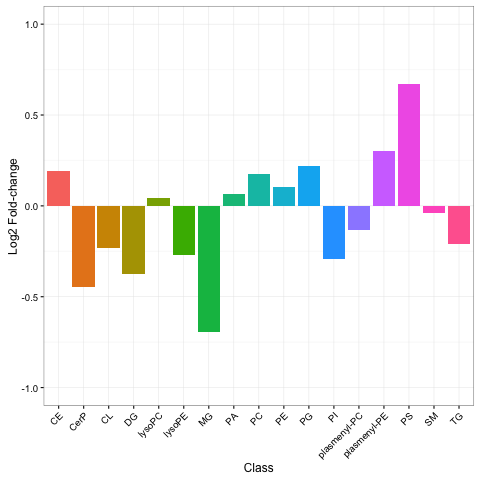 1.0
0.5
0.0
-0.5
-1.0
Log2 Fold-change
CE
CerP
CL
DG
lysoPC
lysoPE
MG
PA
PC
PE
PG
PI
plasmenyl-PC
plasmenyl-PE
PS
SM
TG
Class